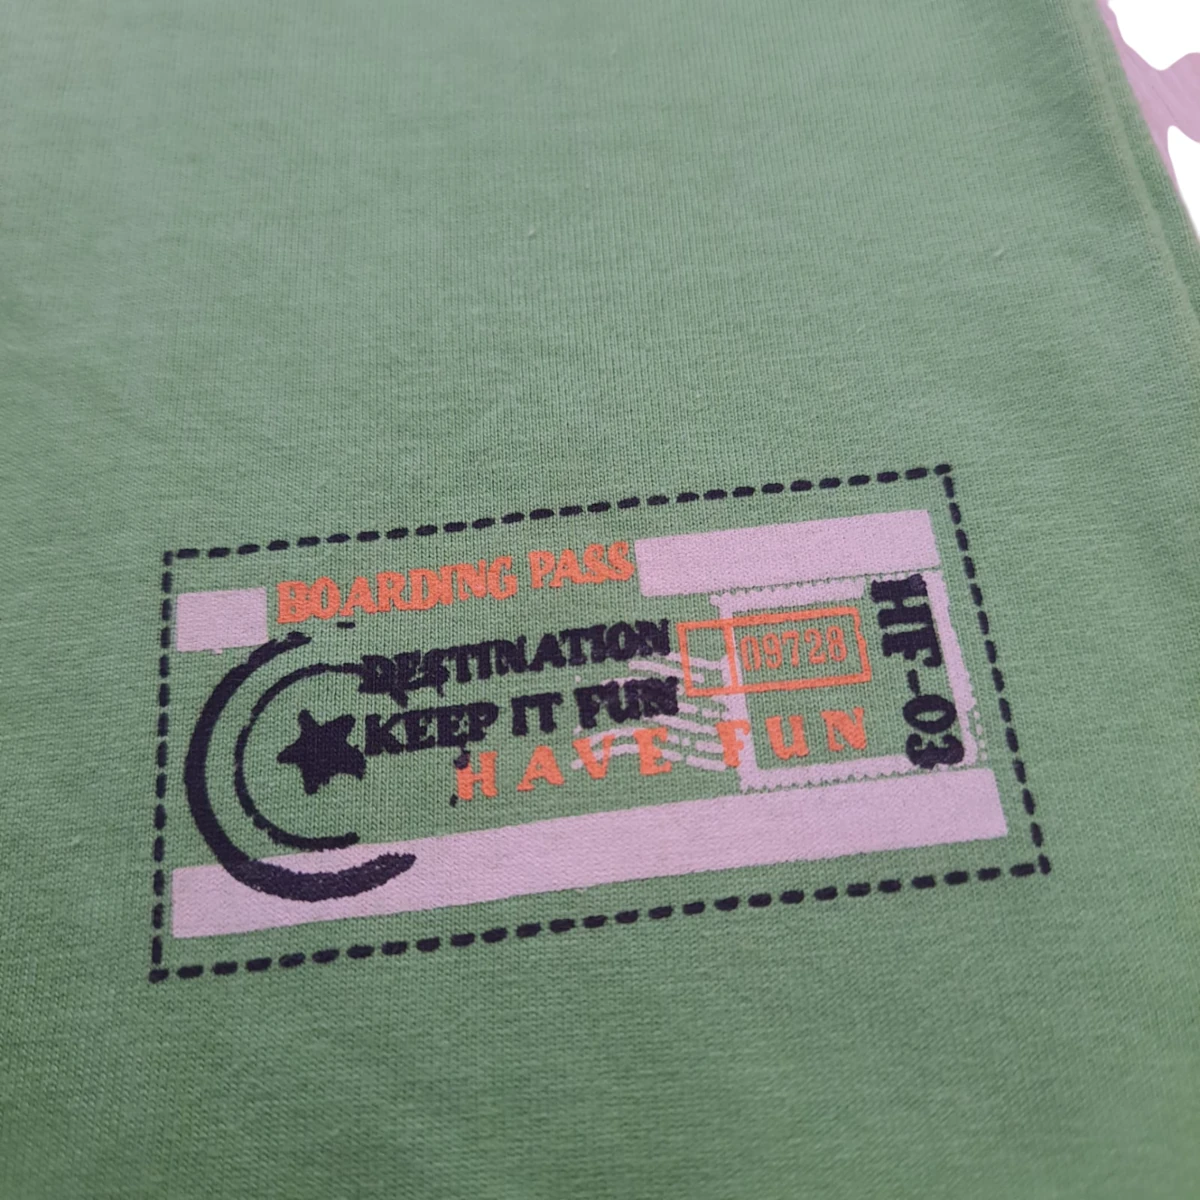 BOARDING PASS
DESTINATION
KEEP IT FUN
HAVE FUN
09728
HF-03